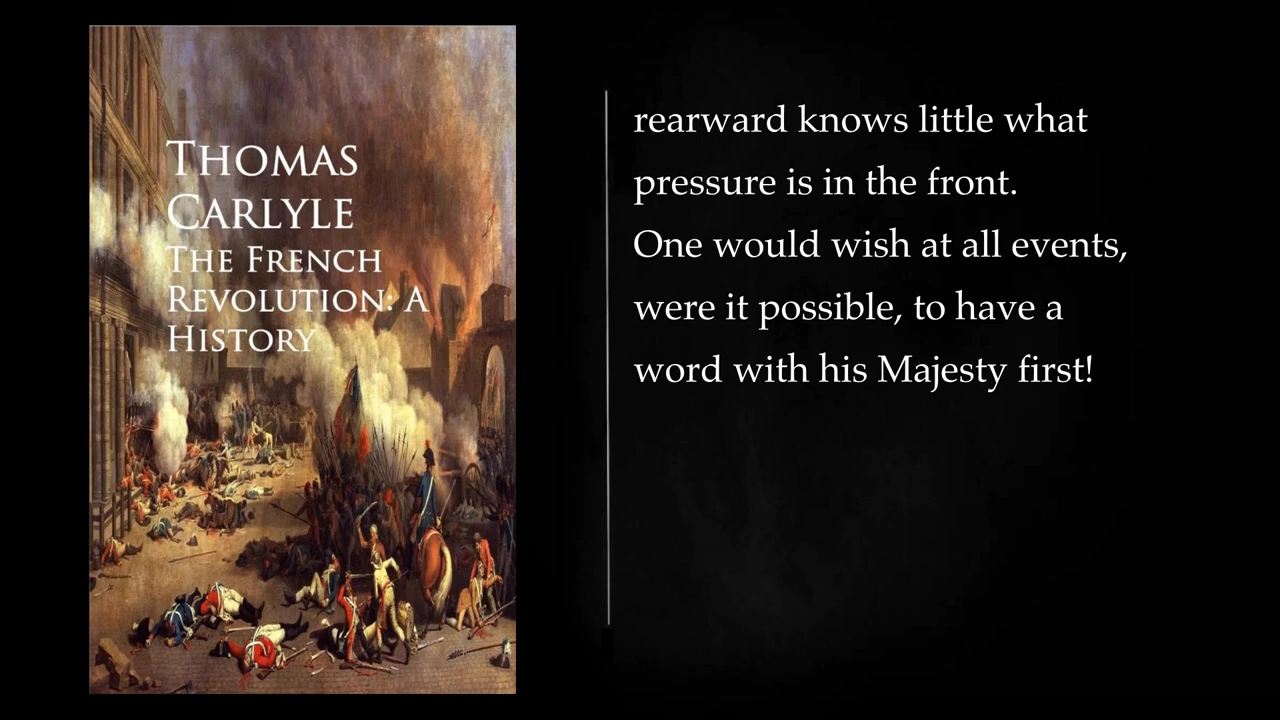 THOMAS
CARLYLE
THE FRENCH
REVOLUTION: A
HISTORY
rearward knows little what
pressure is in the front.
One would wish at all events,
were it possible, to have a
word with his Majesty first!